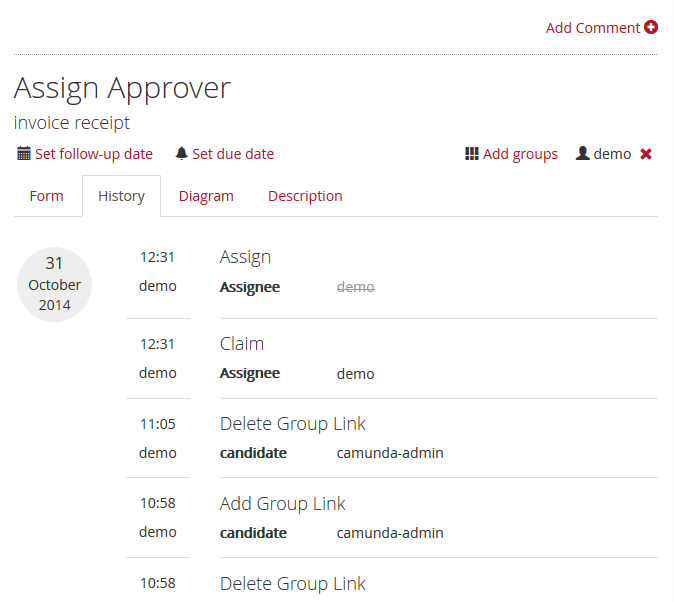 Add Comment
Assign Approver
invoice receipt
Set follow-up date Set due date Add groups demo
Form History Diagram Description
31
October
2014
12:31 Assign
demo Assignee demo
12:31 Claim
demo Assignee demo
11:05 Delete Group Link
demo candidate camunda-admin
10:58 Add Group Link
demo candidate camunda-admin
10:58 Delete Group Link